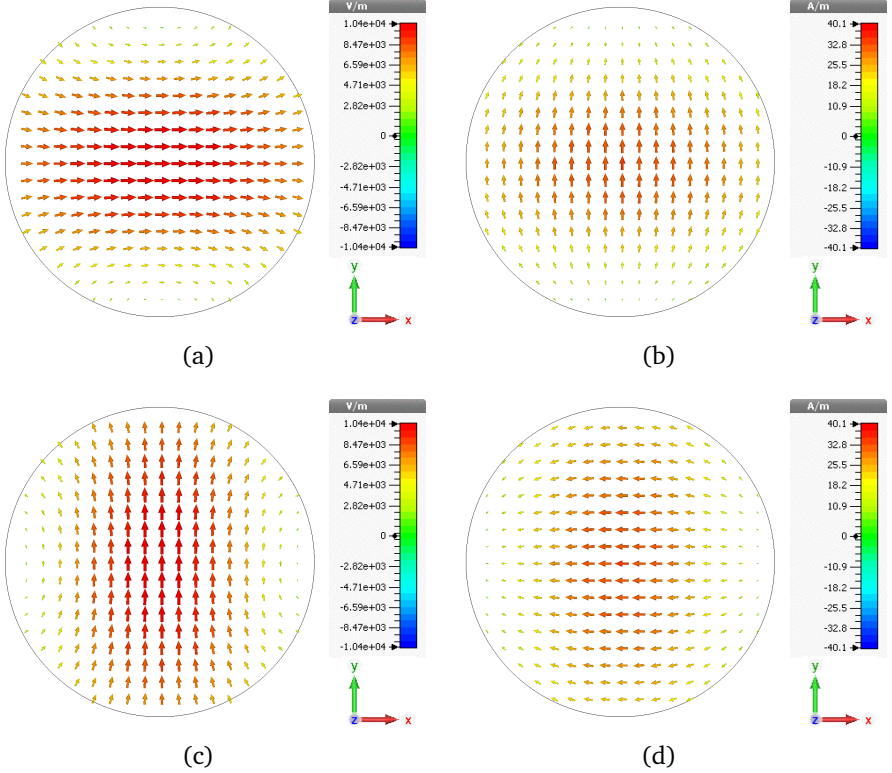 V/m
1.04e+04
8.47e+03
6.59e+03
4.71e+03
2.82e+03
0
-2.82e+03
-4.71e+03
-6.59e+03
-8.47e+03
-1.04e+04
y
z
x
(a)
A/m
40.1
32.8
25.5
18.2
10.9
0
-10.9
-18.2
-25.5
-32.8
-40.1
y
z
x
(b)
V/m
1.04e+04
8.47e+03
6.59e+03
4.71e+03
2.82e+03
0
-2.82e+03
-4.71e+03
-6.59e+03
-8.47e+03
-1.04e+04
y
z
x
(c)
A/m
40.1
32.8
25.5
18.2
10.9
0
-10.9
-18.2
-25.5
-32.8
-40.1
y
z
x
(d)